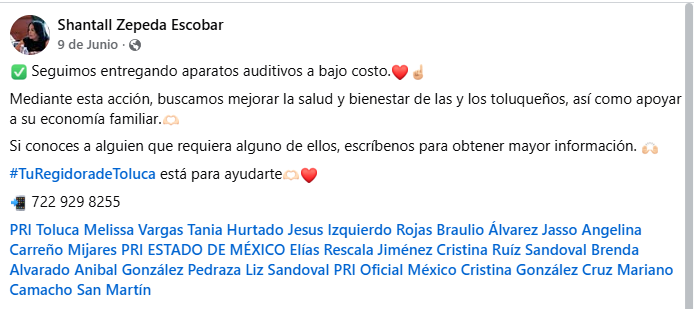 Shantall Zepeda Escobar
9 de Junio ·
✅ Seguimos entregando aparatos auditivos a bajo costo.❤️☝🏼
Mediante esta acción, buscamos mejorar la salud y bienestar de las y los toluqueños, así como apoyar
a su economía familiar.🫶🏻
Si conoces a alguien que requiera alguno de ellos, escríbenos para obtener mayor información. 🙌🏻
#TuRegidoradeToluca está para ayudarte🫶🏻❤️
📲 722 929 8255
PRI Toluca Melissa Vargas Tania Hurtado Jesus Izquierdo Rojas Braulio Álvarez Jasso Angelina
Carreño Mijares PRI ESTADO DE MÉXICO Elías Rescala Jiménez Cristina Ruíz Sandoval Brenda
Alvarado Anibal González Pedraza Liz Sandoval PRI Oficial México Cristina González Cruz Mariano
Camacho San Martín